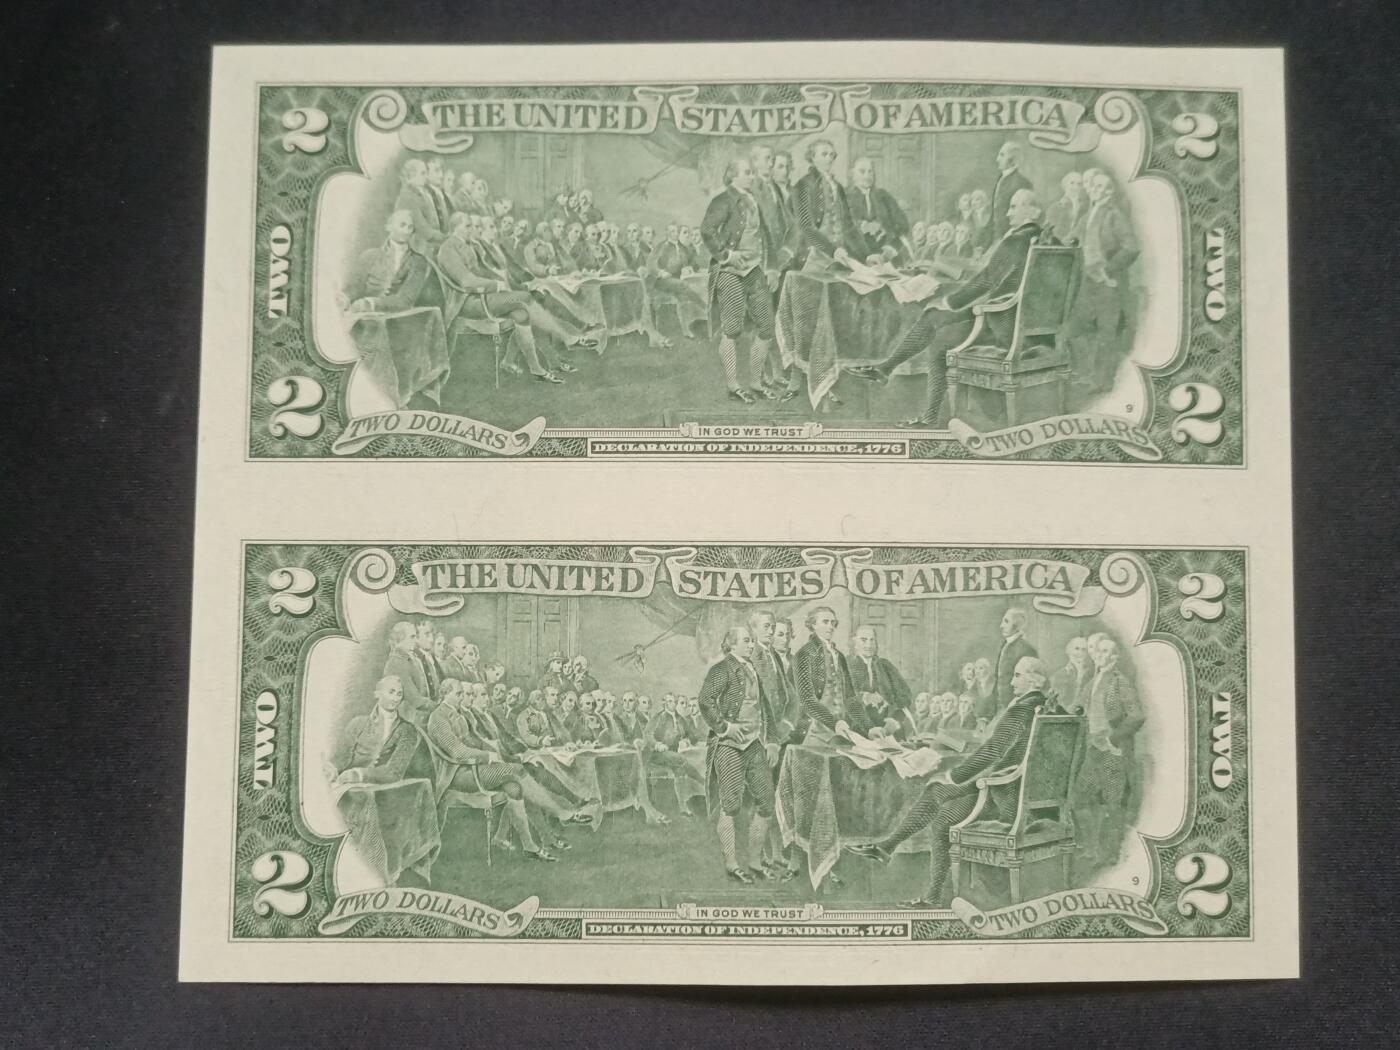 2 THE UNITED STATES OF AMERICA 2
TWO TWO
9
2 2
TWO DOLLARS IN GOD WE TRUST TWO DOLLARS
DECLARATION OF INDEPENDENCE, 1776
2 THE UNITED STATES OF AMERICA 2
TWO TWO
9
2 2
TWO DOLLARS IN GOD WE TRUST TWO DOLLARS
DECLARATION OF INDEPENDENCE, 1776